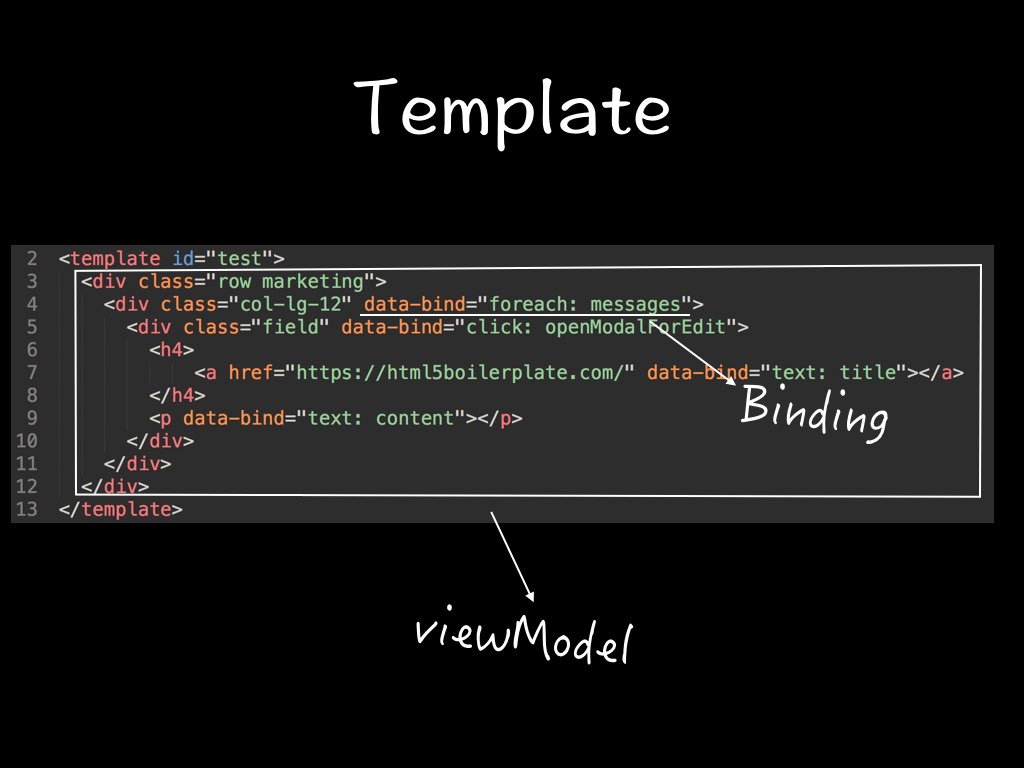 Template
2 <template id="test">
3 <div class="row marketing">
4 <div class="col-lg-12" data-bind="foreach: messages">
5 <div class="field" data-bind="click: openModalForEdit">
6 <h4>
7 <a href="https://html5boilerplate.com/" data-bind="text: title"></a>
8 </h4>
9 <p data-bind="text: content"></p>
10 </div>
11 </div>
12 </div>
13 </template>
Binding
viewModel